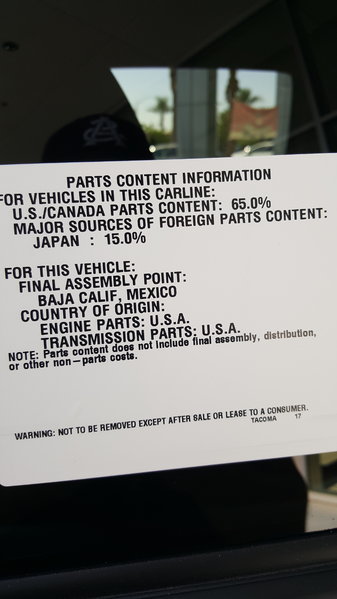 PARTS CONTENT INFORMATION
FOR VEHICLES IN THIS CARLINE:
U.S./CANADA PARTS CONTENT: 65.0%
MAJOR SOURCES OF FOREIGN PARTS CONTENT:
JAPAN : 15.0%
FOR THIS VEHICLE:
FINAL ASSEMBLY POINT:
BAJA CALIF, MEXICO
COUNTRY OF ORIGIN:
ENGINE PARTS: U.S.A.
TRANSMISSION PARTS: U.S.A.
NOTE: Parts content does not include final assembly, distribution,
or other non-parts costs.
WARNING: NOT TO BE REMOVED EXCEPT AFTER SALE OR LEASE TO A CONSUMER.
TACOMA 17